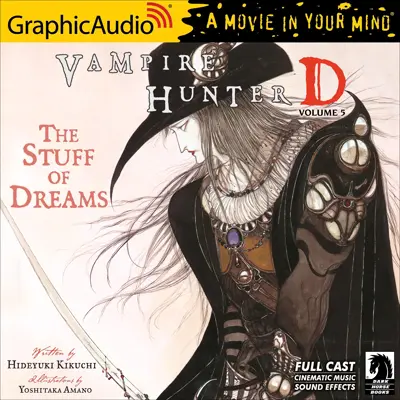 GraphicAudio®
A MOVIE IN YOUR MIND®
VAMPIRE
HUNTER D
VOLUME 5
THE
STUFF
OF
DREAMS
Written by
HIDEYUKI KIKUCHI
Illustrations by
YOSHITAKA AMANO
FULL CAST
CINEMATIC MUSIC
SOUND EFFECTS
DARK
HORSE
BOOKS